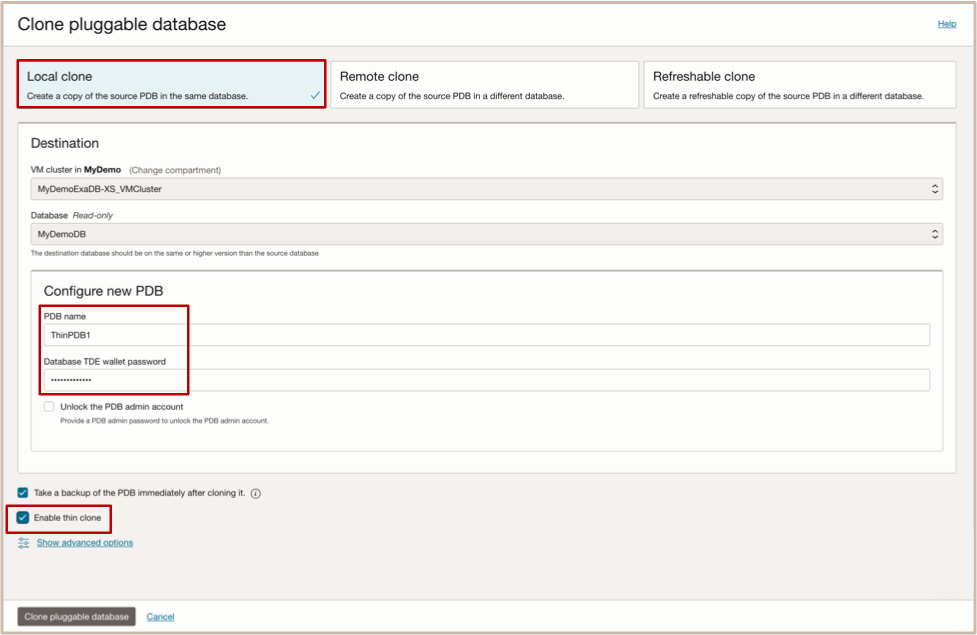 Clone pluggable database
Help
Local clone
Create a copy of the source PDB in the same database.
Remote clone
Create a copy of the source PDB in a different database.
Refreshable clone
Create a refreshable copy of the source PDB in a different database.
Destination
VM cluster in MyDemo (Change compartment)
MyDemoExaDB-XS_VMCluster
Database Read-only
MyDemoDB
The destination database should be on the same or higher version than the source database
Configure new PDB
PDB name
ThinPDB1
Database TDE wallet password
•••••••••••••
Unlock the PDB admin account
Provide a PDB admin password to unlock the PDB admin account.
Take a backup of the PDB immediately after cloning it.
Enable thin clone
Show advanced options
Clone pluggable database
Cancel